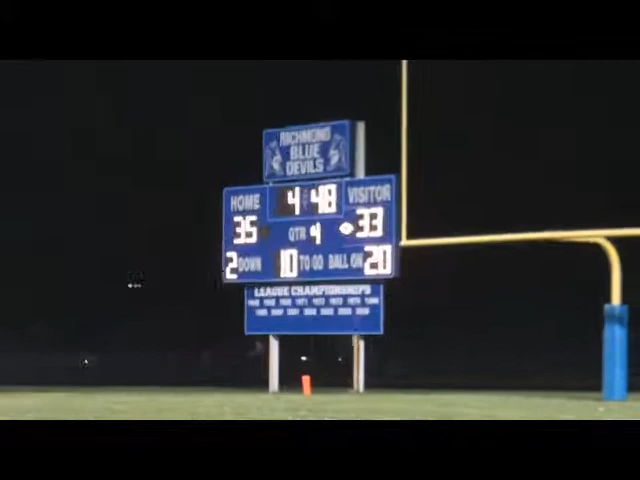 RICHMOND
BLUE
DEVILS
HOME 4 48 VISITOR
35 QTR 4 33
2 DOWN 10 TO GO BALL ON 20
LEAGUE CHAMPIONSHIPS